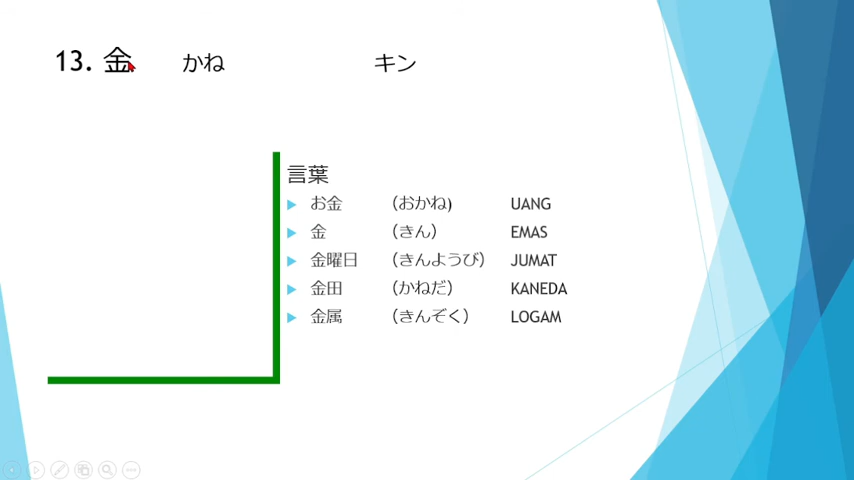 13. 金 かね キン
言葉
お金 （おかね) UANG
金 （きん） EMAS
金曜日 （きんようび） JUMAT
金田 （かねだ） KANEDA
金属 （きんぞく） LOGAM